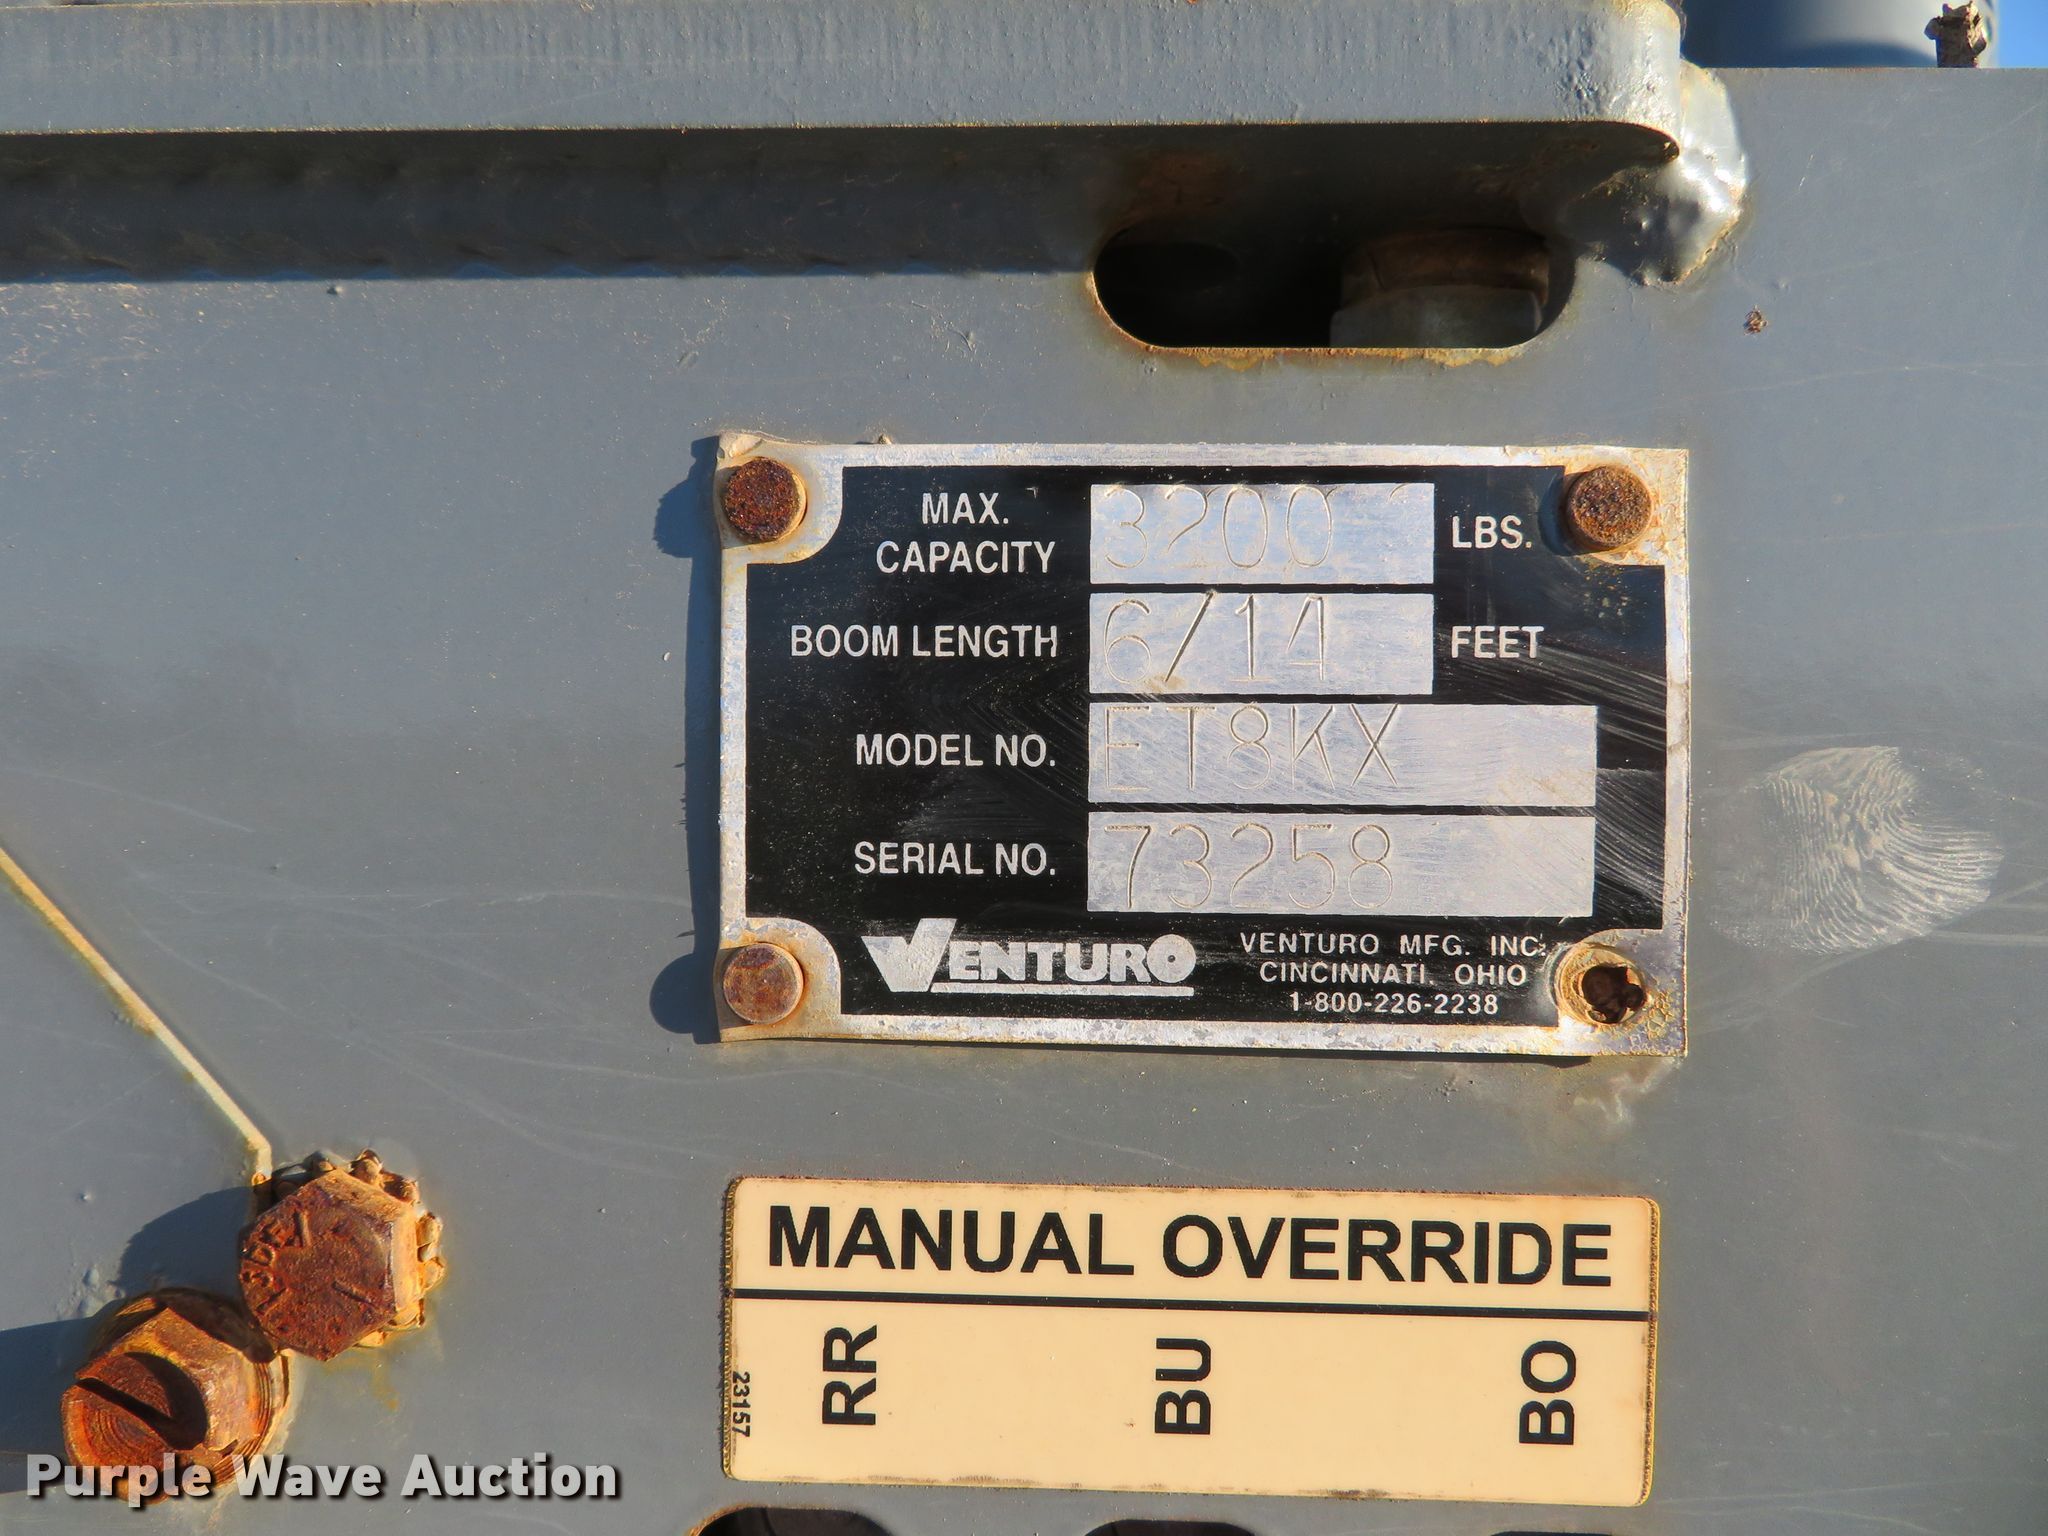 MAX. CAPACITY 3200 LBS.
BOOM LENGTH 6/14 FEET
MODEL NO. ET8KX
SERIAL NO. 73258
VENTURO
VENTURO MFG. INC.
CINCINNATI, OHIO
1-800-226-2238
MANUAL OVERRIDE
RR BU BO
23157
Purple Wave Auction